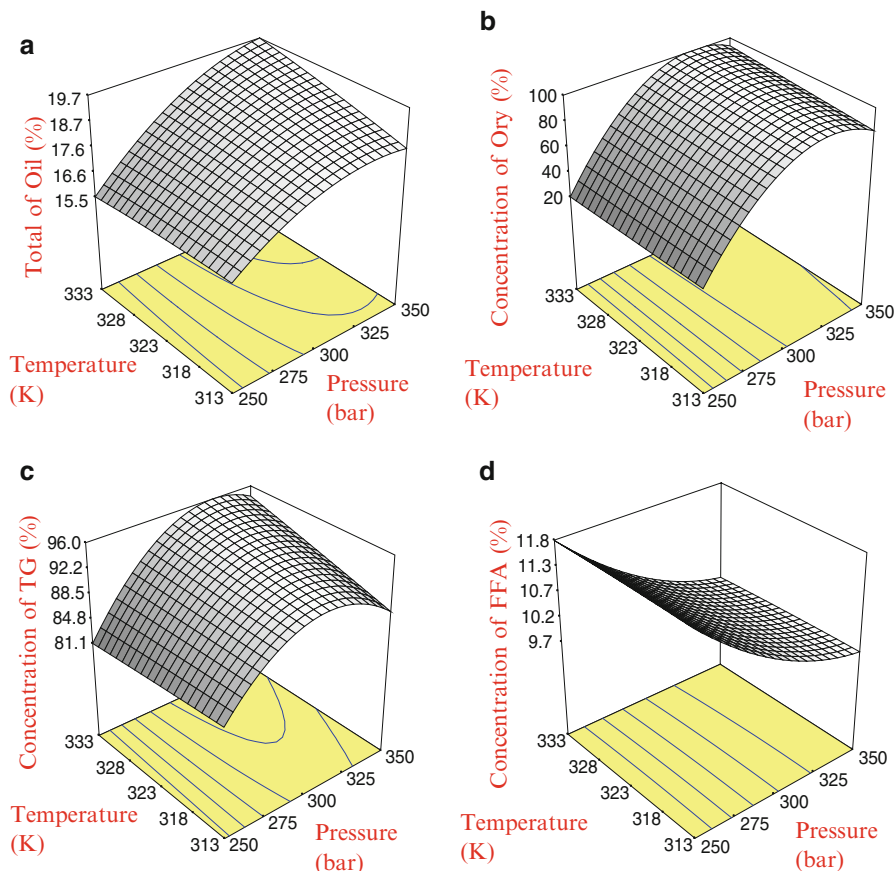 a
Total of Oil (%)
19.7
18.7
17.6
16.6
15.5
333
328
323
318
313
250
275
300
325
350
Temperature
(K)
Pressure
(bar)
b
Concentration of Ory (%)
100
80
60
40
20
333
328
323
318
313
250
275
300
325
350
Temperature
(K)
Pressure
(bar)
c
Concentration of TG (%)
96.0
92.2
88.5
84.8
81.1
333
328
323
318
313
250
275
300
325
350
Temperature
(K)
Pressure
(bar)
d
Concentration of FFA (%)
11.8
11.3
10.7
10.2
9.7
333
328
323
318
313
250
275
300
325
350
Temperature
(K)
Pressure
(bar)